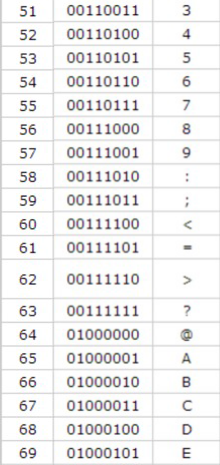 51 00110011 3
52 00110100 4
53 00110101 5
54 00110110 6
55 00110111 7
56 00111000 8
57 00111001 9
58 00111010 :
59 00111011 ;
60 00111100 <
61 00111101 =
62 00111110 >
63 00111111 ?
64 01000000 @
65 01000001 A
66 01000010 B
67 01000011 C
68 01000100 D
69 01000101 E